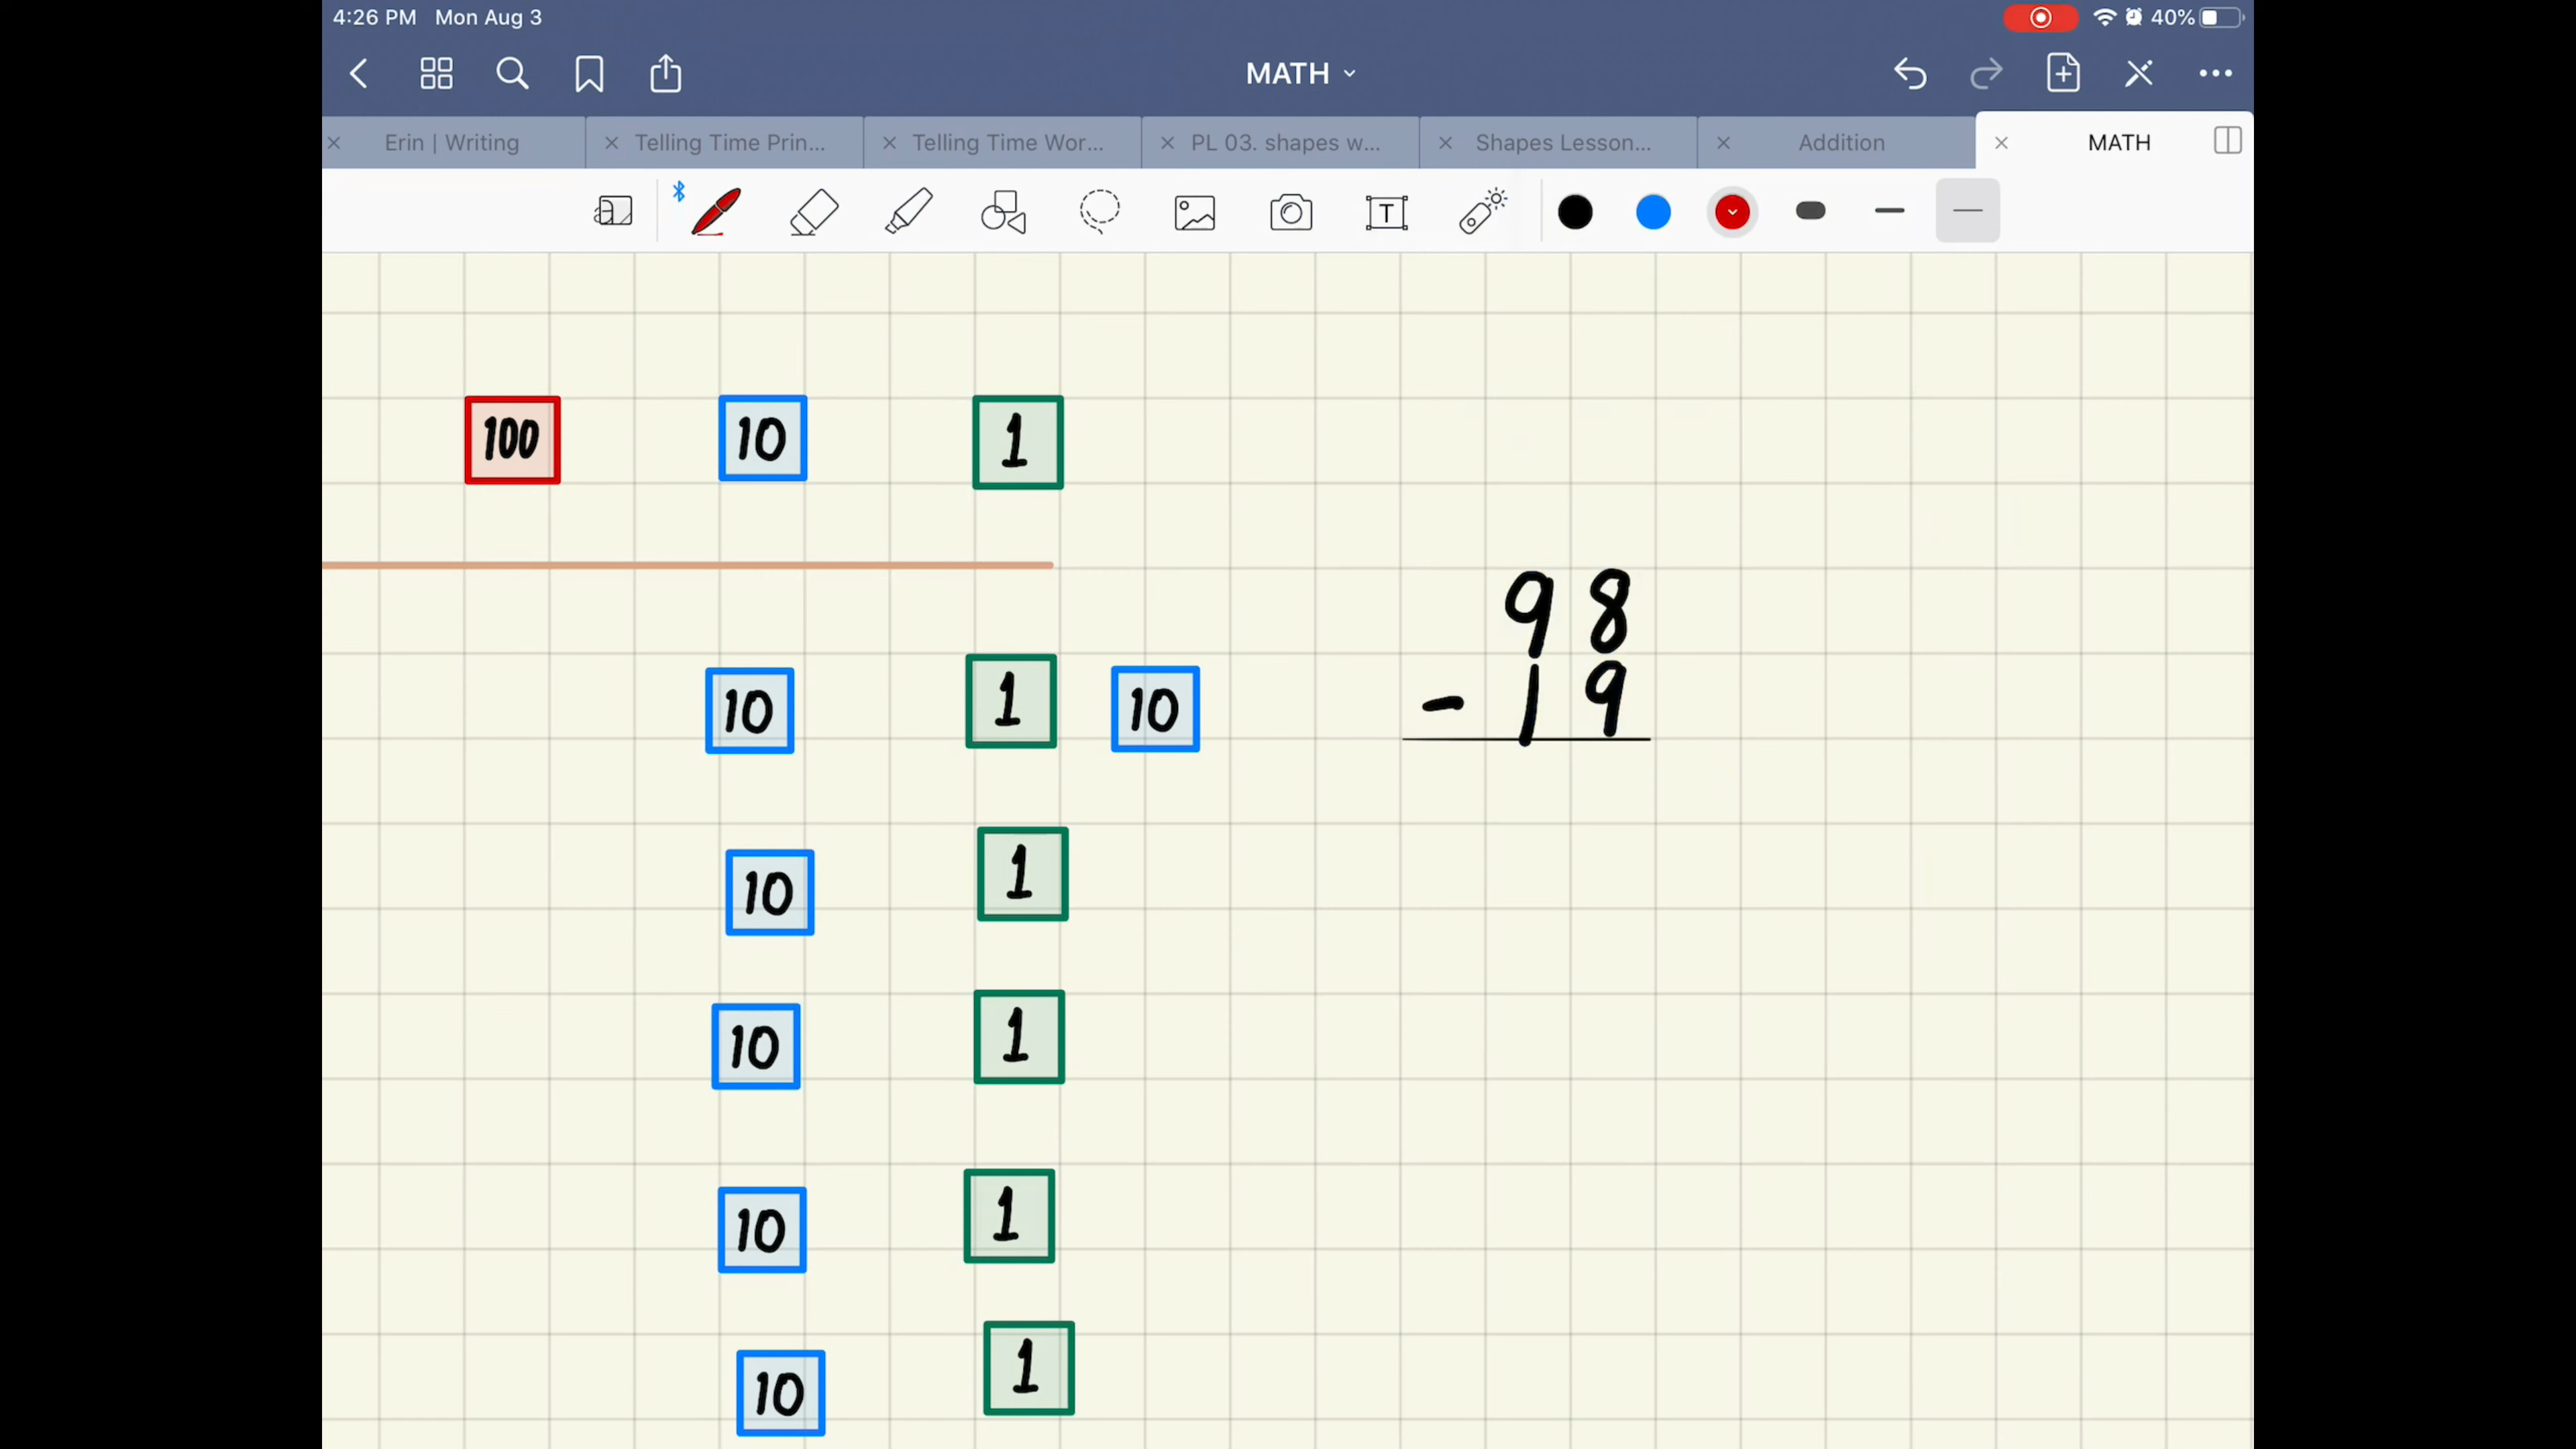 4:26 PM Mon Aug 3 40%
MATH
Erin | Writing Telling Time Prin... Telling Time Wor... PL 03. shapes w... Shapes Lesson... Addition MATH
T
100 10 1
98
- 19
10 1 10
10 1
10 1
10 1
10 1